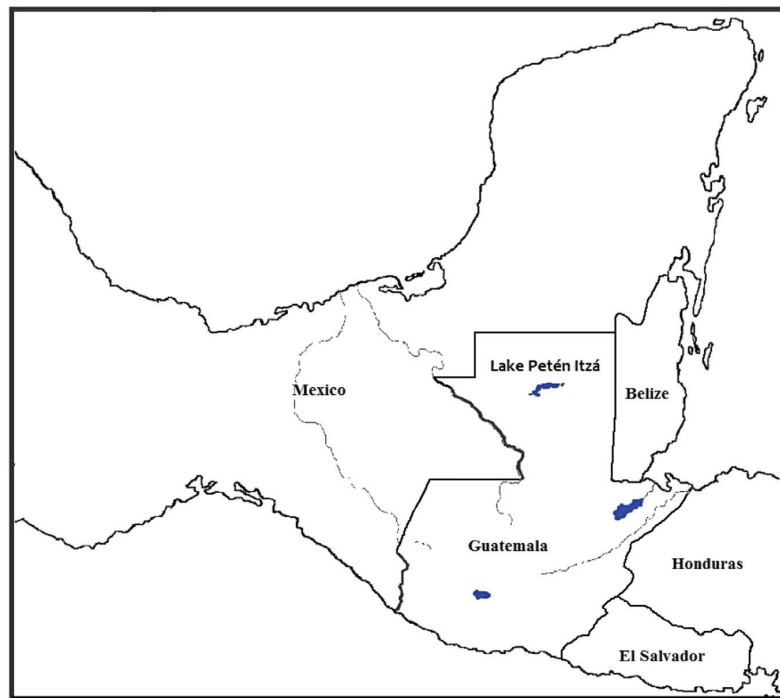 Lake Petén Itzá
Mexico
Belize
Guatemala
Honduras
El Salvador